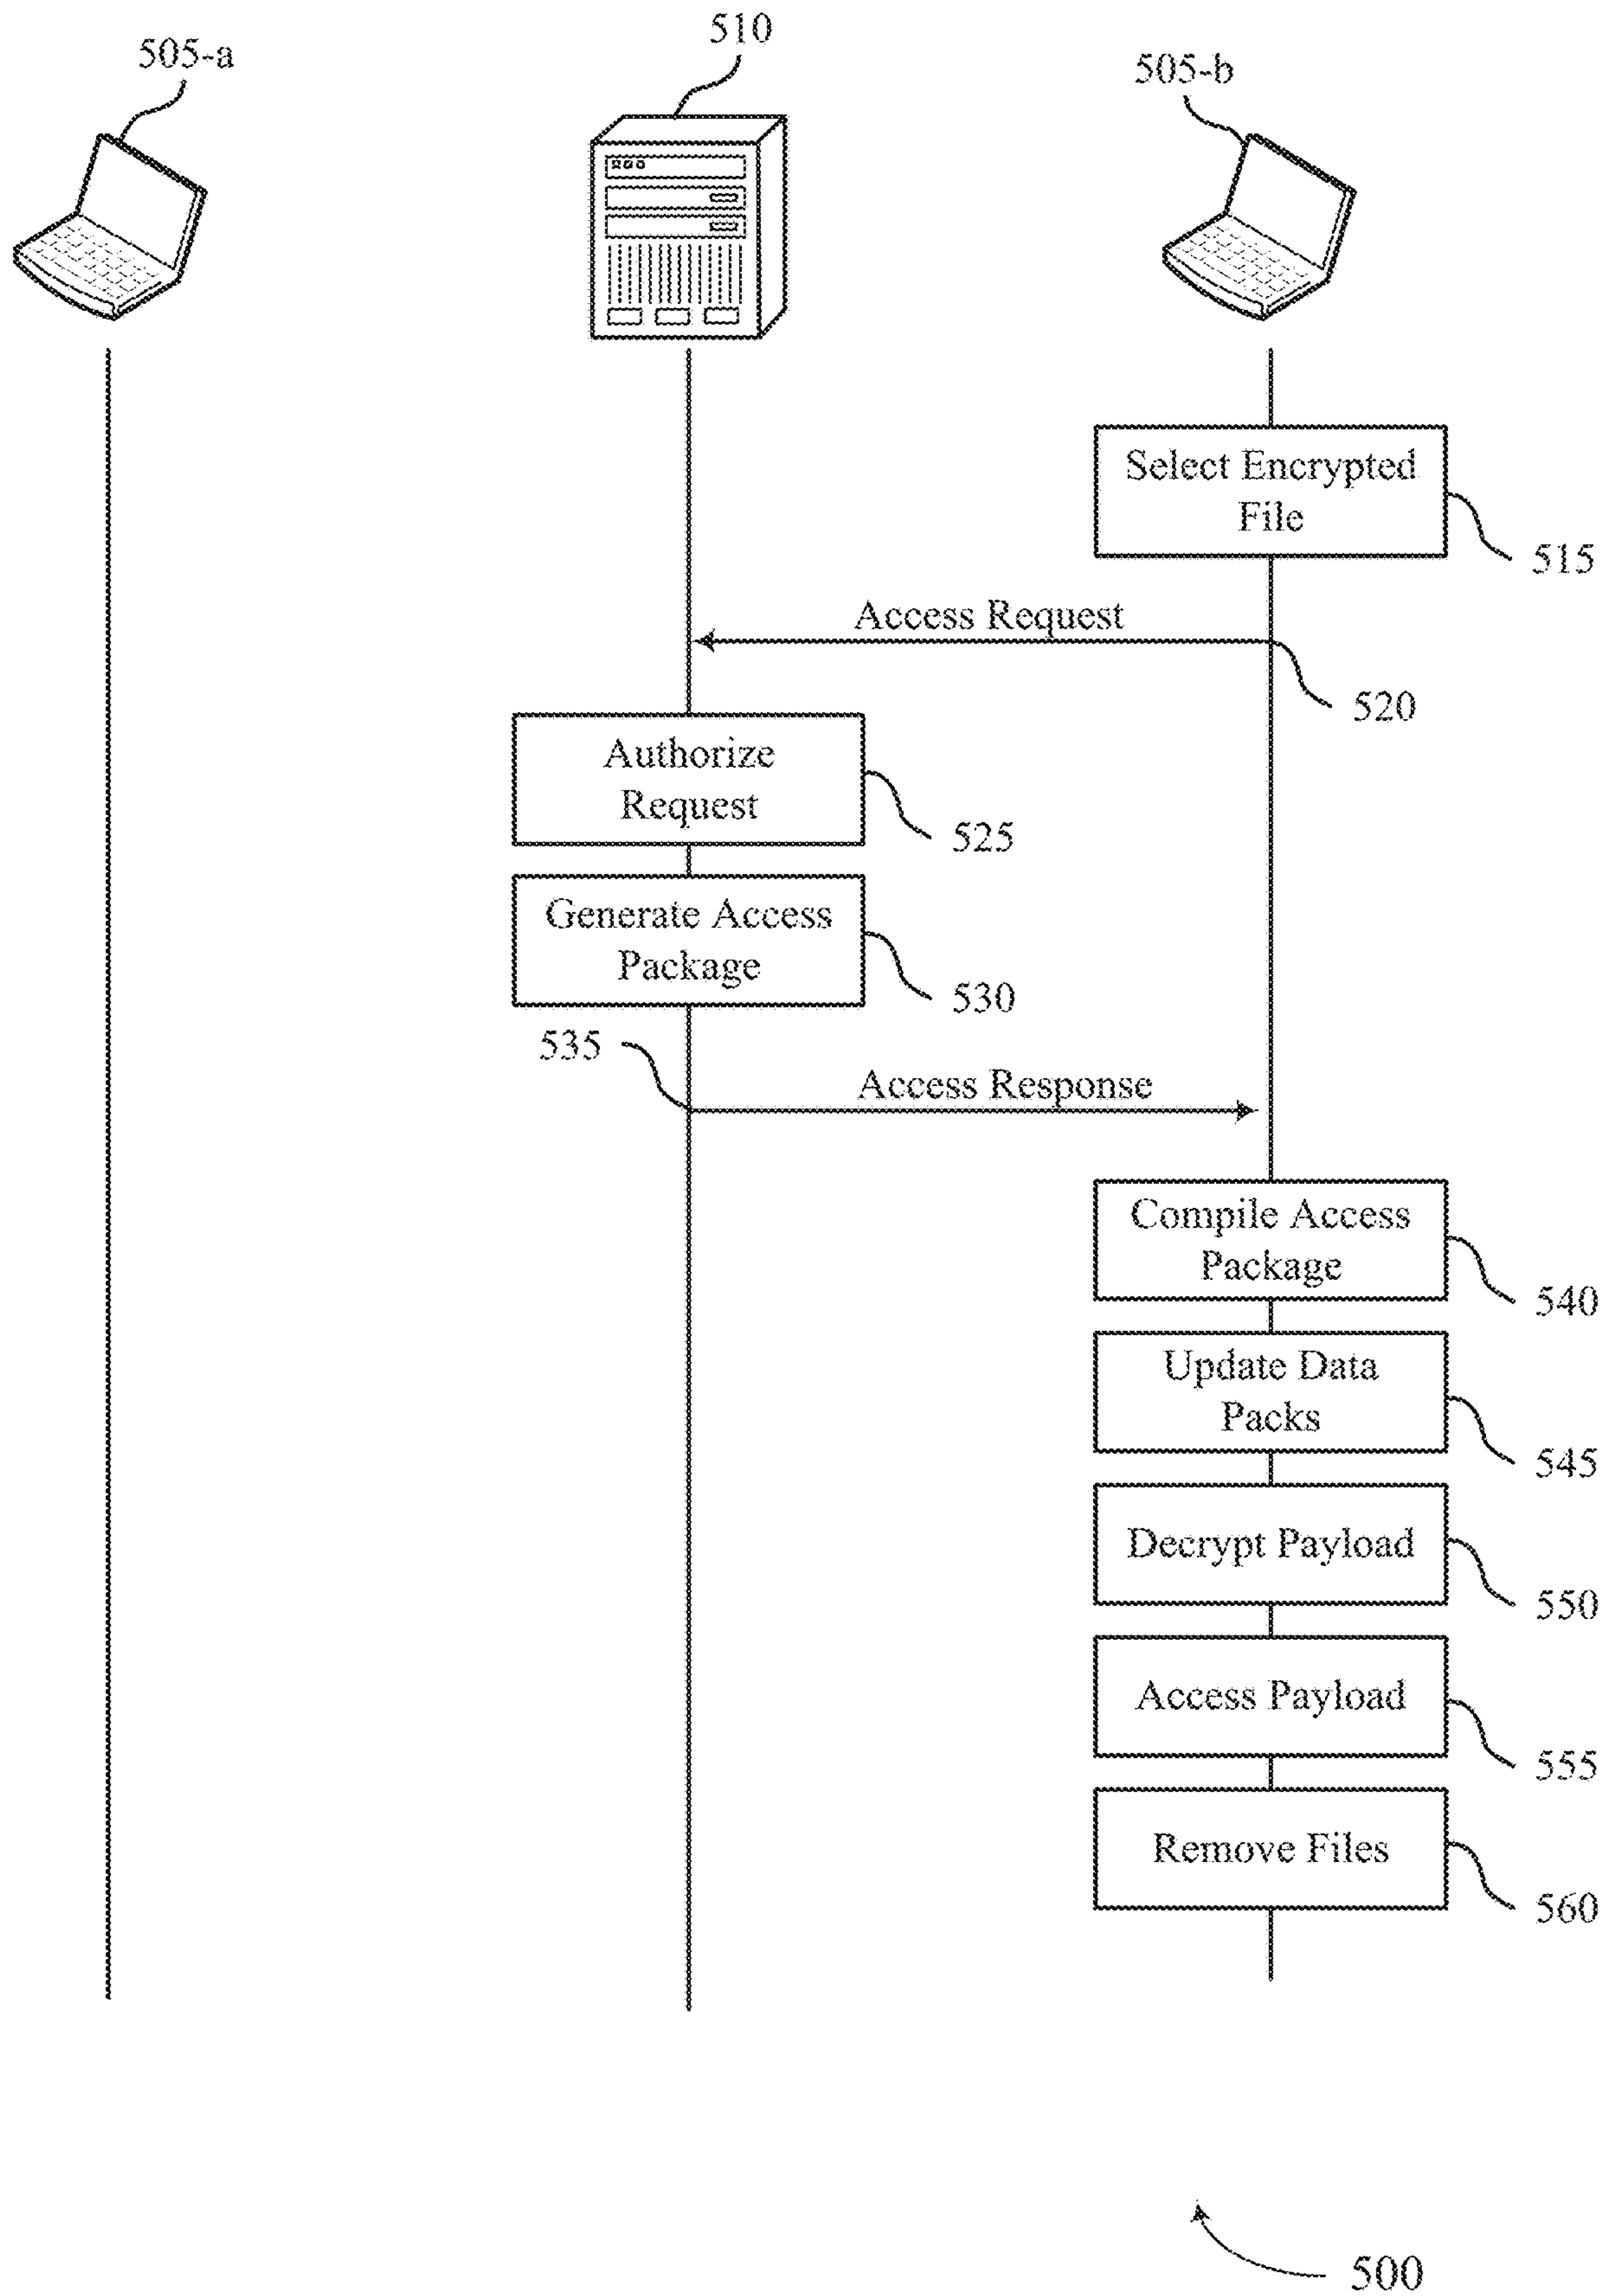 505-a
510
505-b
Select Encrypted
File
515
Access Request
520
Authorize
Request
525
Generate Access
Package
530
535
Access Response
Compile Access
Package
540
Update Data
Packs
545
Decrypt Payload
550
Access Payload
555
Remove Files
560
500